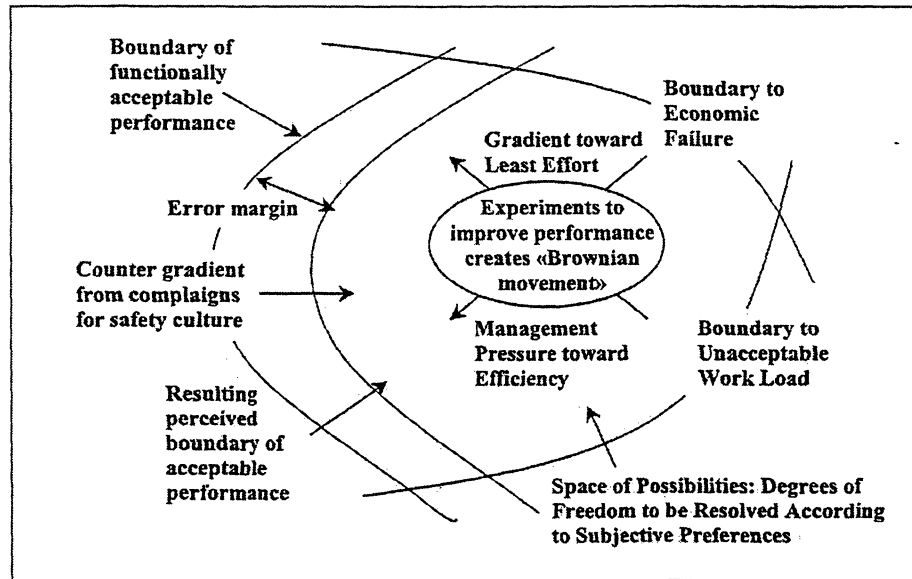 Boundary of
functionally
acceptable
performance
Boundary to
Economic
Failure
Gradient toward
Least Effort
Error margin
Experiments to
improve performance
creates «Brownian
movement»
Counter gradient
from complaigns
for safety culture
Management
Pressure toward
Efficiency
Boundary to
Unacceptable
Work Load
Resulting
perceived
boundary of
acceptable
performance
Space of Possibilities: Degrees of
Freedom to be Resolved According
to Subjective Preferences